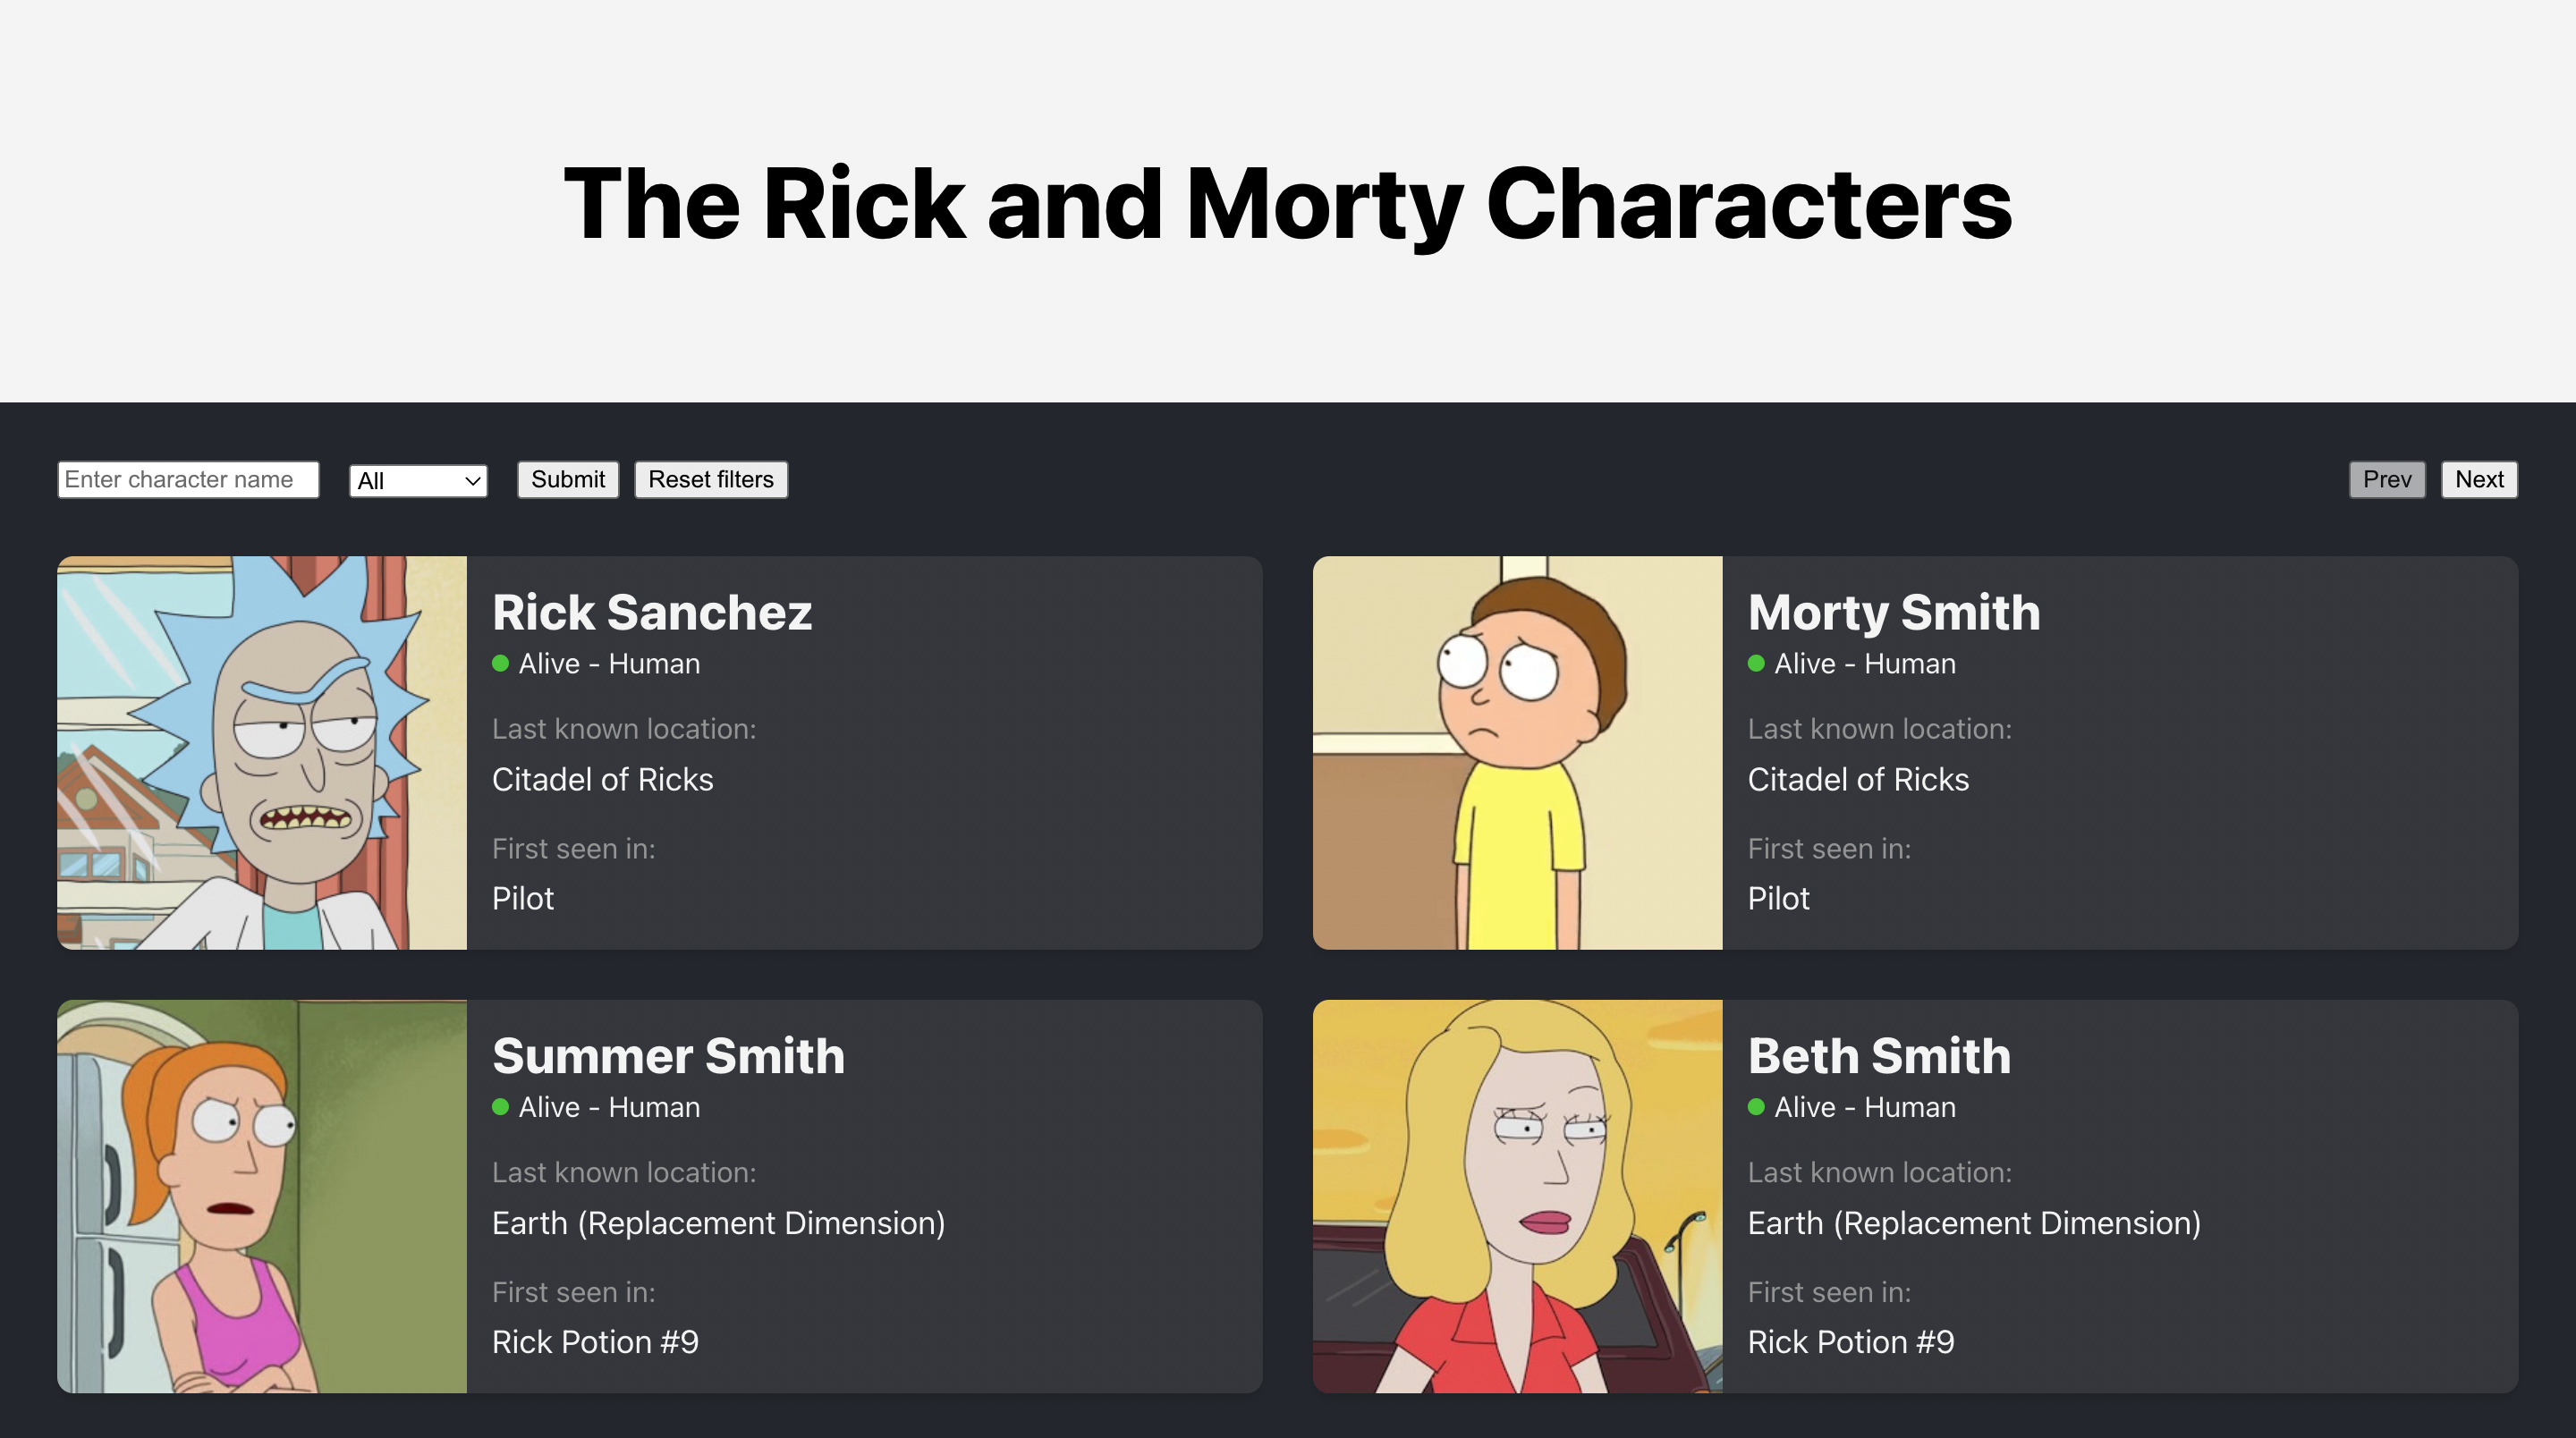 The Rick and Morty Characters
Enter character name All Submit Reset filters Prev Next
Rick Sanchez
Alive - Human
Last known location:
Citadel of Ricks
First seen in:
Pilot
Morty Smith
Alive - Human
Last known location:
Citadel of Ricks
First seen in:
Pilot
Summer Smith
Alive - Human
Last known location:
Earth (Replacement Dimension)
First seen in:
Rick Potion #9
Beth Smith
Alive - Human
Last known location:
Earth (Replacement Dimension)
First seen in:
Rick Potion #9